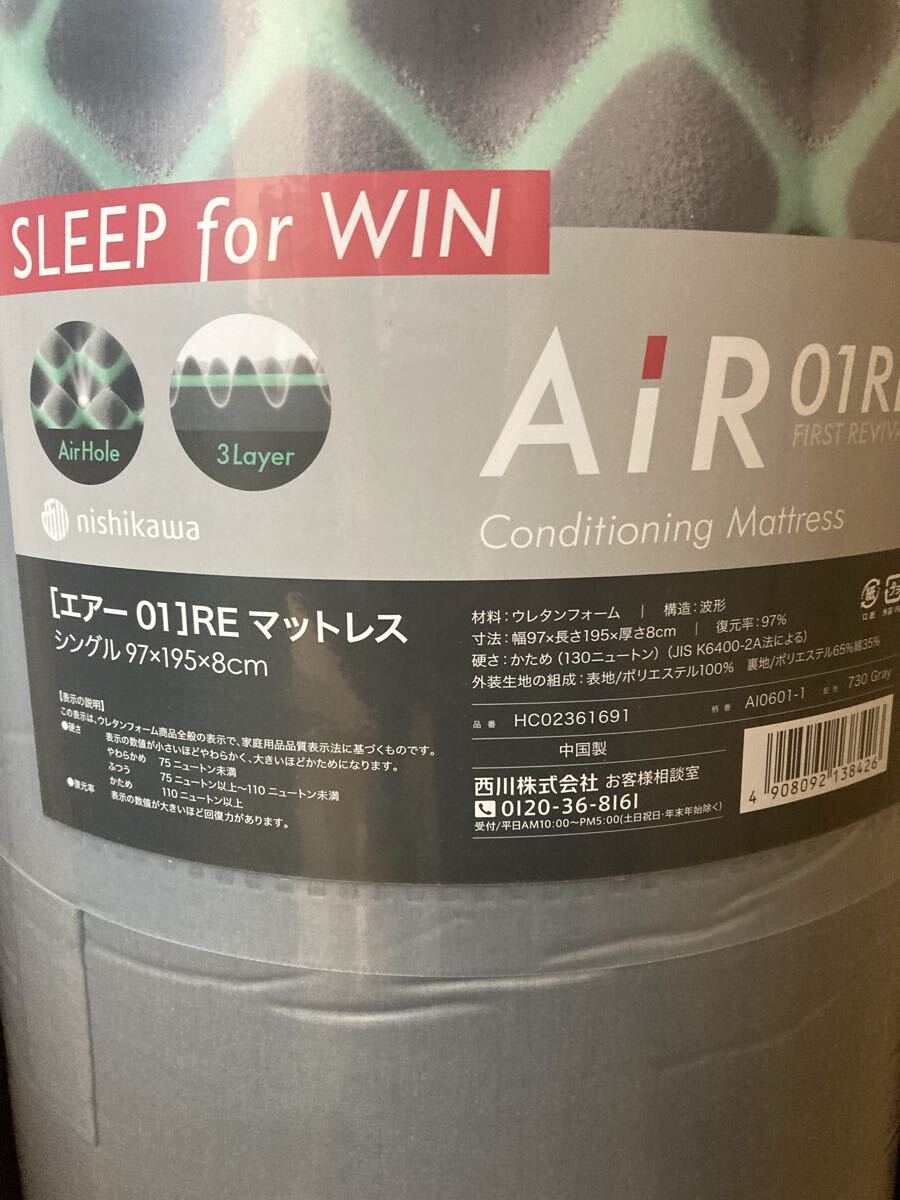 SLEEP for WIN
AirHole
3Layer
nishikawa
AiR 01RE
FIRST REVIVA
Conditioning Mattress
[エアー 01]RE マットレス
シングル 97×195×8cm
【表示の説明】
この表示は、ウレタンフォーム商品全般の表示で、家庭用品品質表示法に基づくものです。
●硬さ 表示の数値が小さいほどやわらかく、大きいほどかためになります。
やわらかめ 75ニュートン未満
ふつう 75ニュートン以上〜110ニュートン未満
かため 110ニュートン以上
●復元率 表示の数値が大きいほど回復力があります。
材料:ウレタンフォーム | 構造:波形
寸法:幅97×長さ195×厚さ8cm | 復元率:97%
硬さ:かため(130ニュートン)(JIS K6400-2A法による)
外装生地の組成:表地/ポリエステル100% 裏地/ポリエステル65%綿35%
品番 HC02361691 柄番 AI0601-1 配色 730 Gray
中国製
西川株式会社 お客様相談室
0120-36-8161
受付/平日AM10:00〜PM5:00(土日祝日・年末年始除く)
4 908092 138426
紙